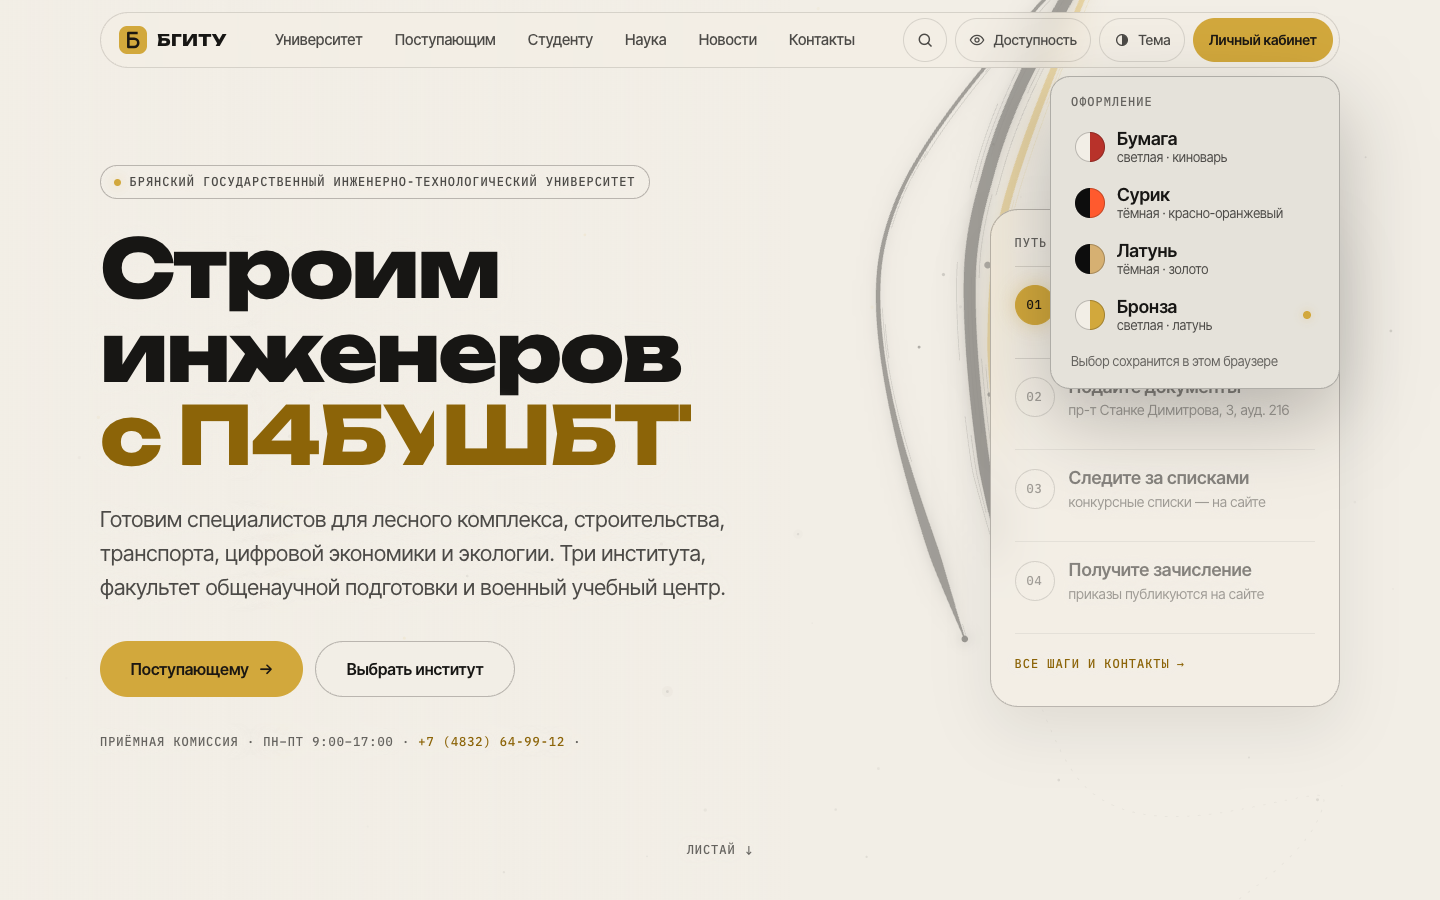 Б БГИТУ
Университет
Поступающим
Студенту
Наука
Новости
Контакты
Доступность
Тема
Личный кабинет
БРЯНСКИЙ ГОСУДАРСТВЕННЫЙ ИНЖЕНЕРНО-ТЕХНОЛОГИЧЕСКИЙ УНИВЕРСИТЕТ
Строим
инженеров
с П4БУШБТ
Готовим специалистов для лесного комплекса, строительства,
транспорта, цифровой экономики и экологии. Три института,
факультет общенаучной подготовки и военный учебный центр.
Поступающему →
Выбрать институт
ПРИЁМНАЯ КОМИССИЯ · ПН–ПТ 9:00–17:00 · +7 (4832) 64-99-12 ·
ЛИСТАЙ ↓
ОФОРМЛЕНИЕ
Бумага
светлая · киноварь
Сурик
тёмная · красно-оранжевый
Латунь
тёмная · золото
Бронза
светлая · латунь
Выбор сохранится в этом браузере
ПУТЬ
01
02
Подайте документы
пр-т Станке Димитрова, 3, ауд. 216
03
Следите за списками
конкурсные списки — на сайте
04
Получите зачисление
приказы публикуются на сайте
ВСЕ ШАГИ И КОНТАКТЫ →